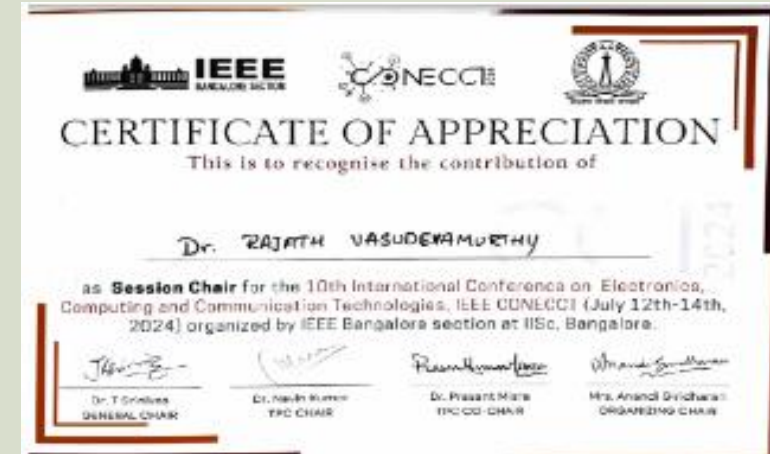 IEEE
BANGALORE SECTION
CONECCT
CERTIFICATE OF APPRECIATION
This is to recognise the contribution of
Dr. RAJATH VASUDEVAMURTHY
2024
as Session Chair for the 10th International Conference on Electronics,
Computing and Communication Technologies, IEEE CONECCT (July 12th-14th,
2024) organized by IEEE Bangalore section at IISc, Bangalore.
Dr. T Srinivas
Dr. Navin Kumar
Dr. Prasant Misra
Mrs. Anandi Giridharan
GENERAL CHAIR
TPC CHAIR
TPC CO-CHAIR
ORGANIZING CHAIR